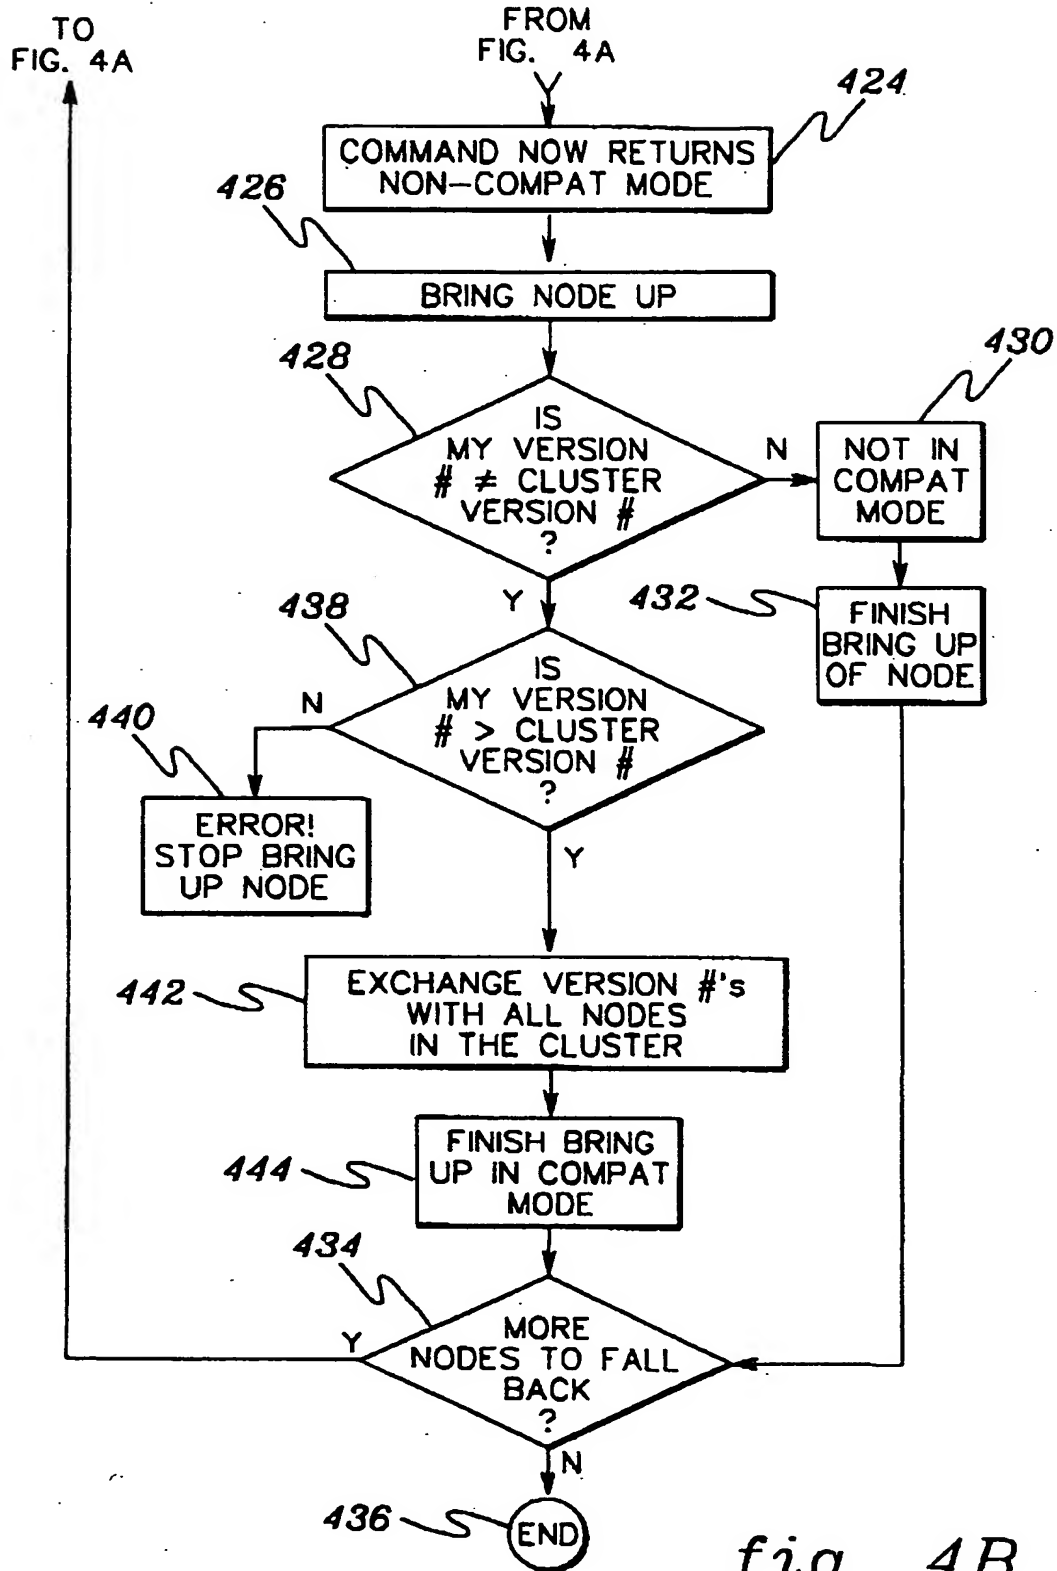 TO
FIG. 4A
FROM
FIG. 4A
424
COMMAND NOW RETURNS
NON-COMPAT MODE
426
BRING NODE UP
428
IS
MY VERSION
# ≠ CLUSTER
VERSION #
?
N
430
NOT IN
COMPAT
MODE
Y
432
FINISH
BRING UP
OF NODE
438
IS
MY VERSION
# > CLUSTER
VERSION #
?
N
440
ERROR!
STOP BRING
UP NODE
Y
442
EXCHANGE VERSION #'s
WITH ALL NODES
IN THE CLUSTER
444
FINISH BRING
UP IN COMPAT
MODE
434
Y
MORE
NODES TO FALL
BACK
?
N
436
END
fig. 4B